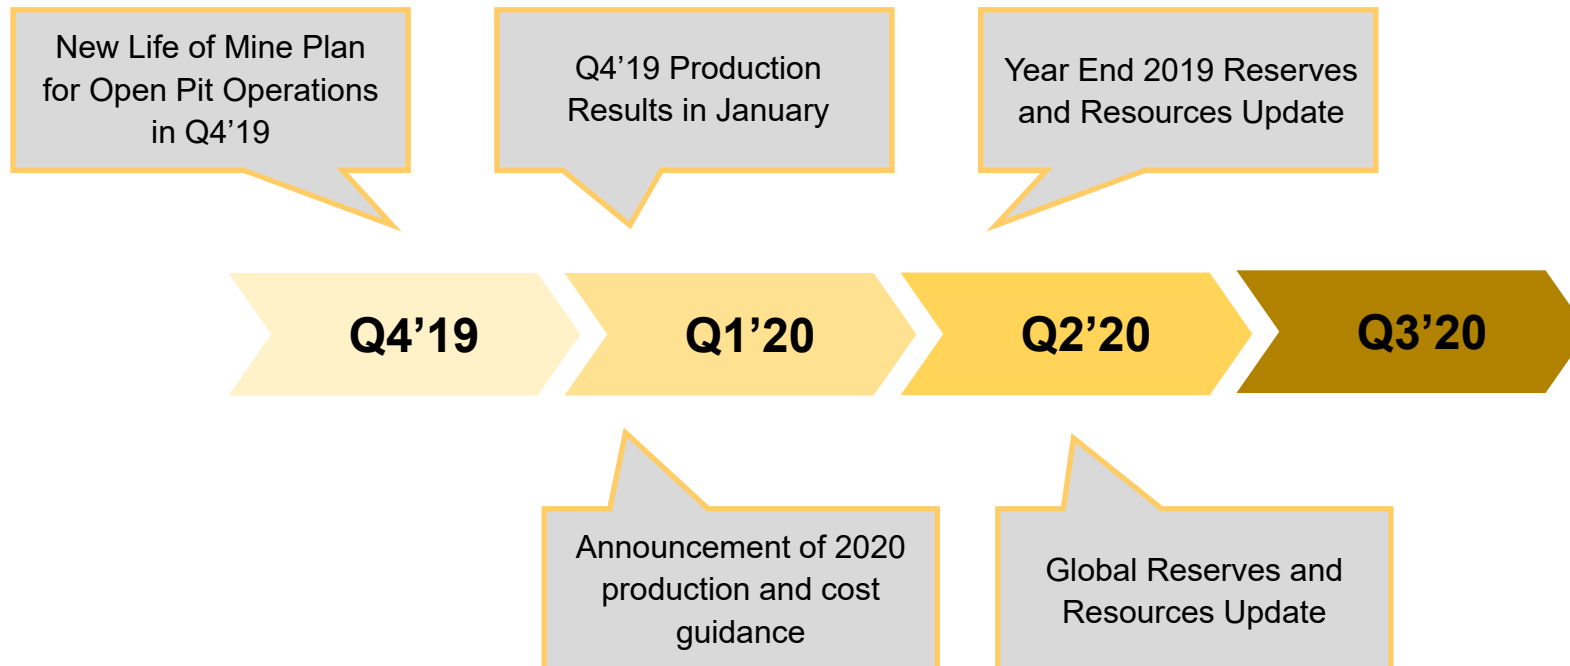 New Life of Mine Plan
for Open Pit Operations
in Q4’19
Q4’19 Production
Results in January
Year End 2019 Reserves
and Resources Update
Q4’19
Q1’20
Q2’20
Q3’20
Announcement of 2020
production and cost
guidance
Global Reserves and
Resources Update